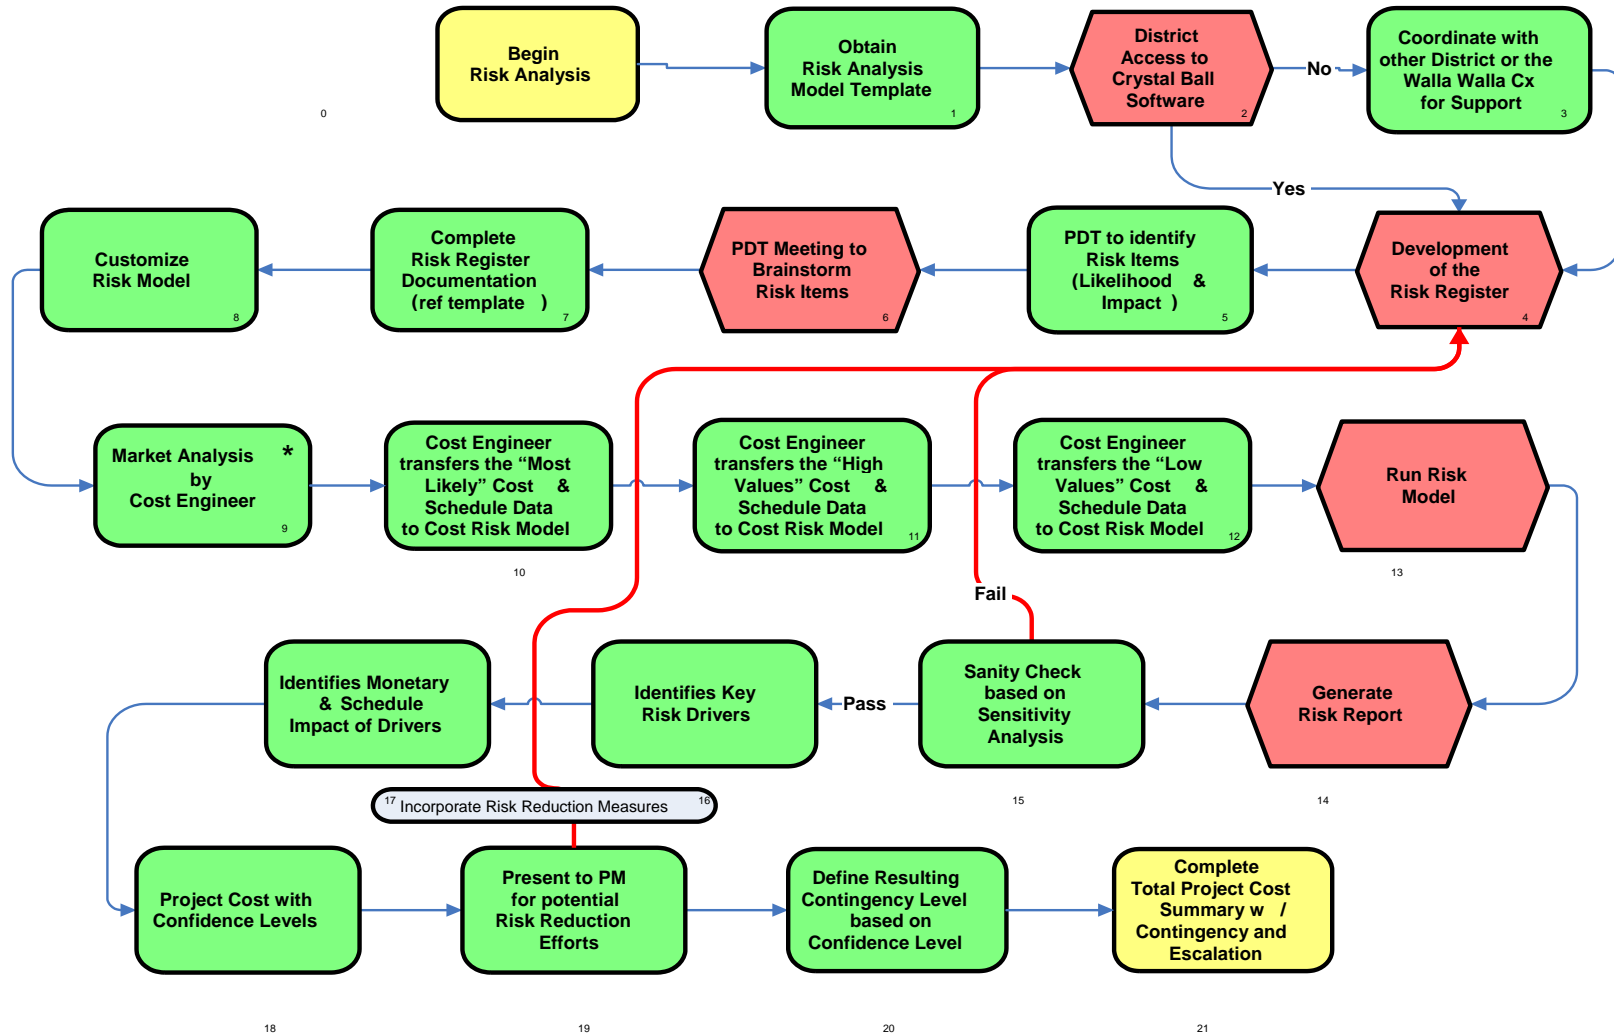 Begin
Risk Analysis
0
Obtain
Risk Analysis
Model Template
1
District
Access to
Crystal Ball
Software
2
No
Coordinate with
other District or the
Walla Walla Cx
for Support
3
Yes
Customize
Risk Model
8
Complete
Risk Register
Documentation
(ref template )
7
PDT Meeting to
Brainstorm
Risk Items
6
PDT to identify
Risk Items
(Likelihood &
Impact )
5
Development
of the
Risk Register
4
Market Analysis *
by
Cost Engineer
9
Cost Engineer
transfers the “Most
Likely” Cost &
Schedule Data
to Cost Risk Model
10
Cost Engineer
transfers the “High
Values” Cost &
Schedule Data
to Cost Risk Model
11
Cost Engineer
transfers the “Low
Values” Cost &
Schedule Data
to Cost Risk Model
12
Run Risk
Model
13
Fail
Identifies Monetary
& Schedule
Impact of Drivers
Identifies Key
Risk Drivers
Pass
Sanity Check
based on
Sensitivity
Analysis
15
Generate
Risk Report
14
17 Incorporate Risk Reduction Measures 16
Project Cost with
Confidence Levels
18
Present to PM
for potential
Risk Reduction
Efforts
19
Define Resulting
Contingency Level
based on
Confidence Level
20
Complete
Total Project Cost
Summary w /
Contingency and
Escalation
21